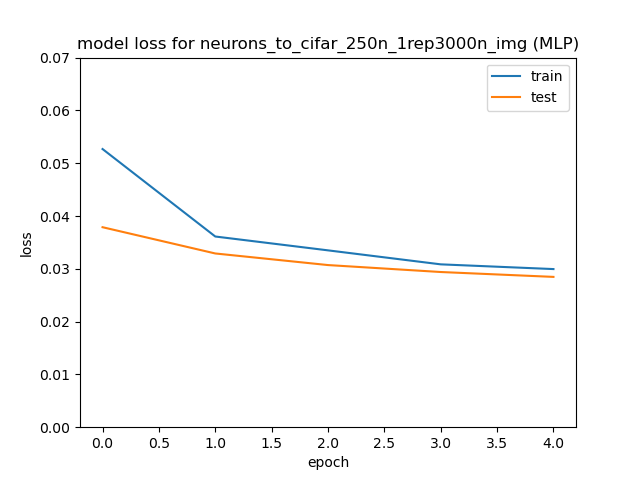 model loss for neurons_to_cifar_250n_1rep3000n_img (MLP)
train
test
loss
0.07
0.06
0.05
0.04
0.03
0.02
0.01
0.00
0.0 0.5 1.0 1.5 2.0 2.5 3.0 3.5 4.0
epoch